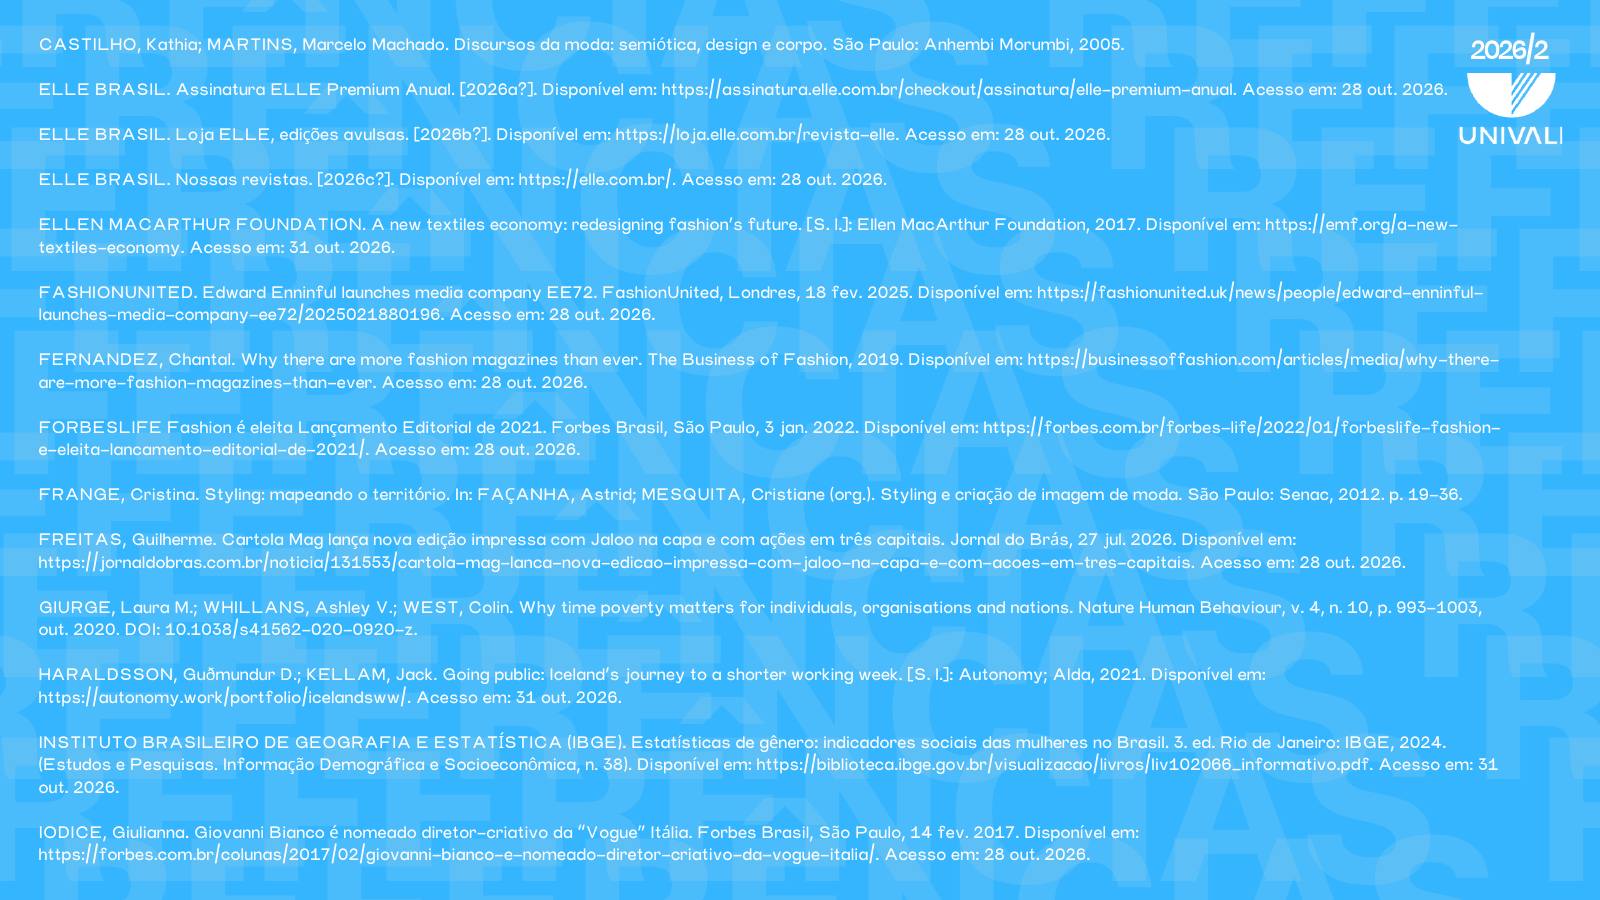 CASTILHO, Kathia; MARTINS, Marcelo Machado. Discursos da moda: semiótica, design e corpo. São Paulo: Anhembi Morumbi, 2005.
2026/2
UNIVALI
ELLE BRASIL. Assinatura ELLE Premium Anual. [2026a?]. Disponível em: https://assinatura.elle.com.br/checkout/assinatura/elle-premium-anual. Acesso em: 28 out. 2026.
ELLE BRASIL. Loja ELLE, edições avulsas. [2026b?]. Disponível em: https://loja.elle.com.br/revista-elle. Acesso em: 28 out. 2026.
ELLE BRASIL. Nossas revistas. [2026c?]. Disponível em: https://elle.com.br/. Acesso em: 28 out. 2026.
ELLEN MACARTHUR FOUNDATION. A new textiles economy: redesigning fashion’s future. [S. l.]: Ellen MacArthur Foundation, 2017. Disponível em: https://emf.org/a-new-
textiles-economy. Acesso em: 31 out. 2026.
FASHIONUNITED. Edward Enninful launches media company EE72. FashionUnited, Londres, 18 fev. 2025. Disponível em: https://fashionunited.uk/news/people/edward-enninful-
launches-media-company-ee72/2025021880196. Acesso em: 28 out. 2026.
FERNANDEZ, Chantal. Why there are more fashion magazines than ever. The Business of Fashion, 2019. Disponível em: https://businessoffashion.com/articles/media/why-there-
are-more-fashion-magazines-than-ever. Acesso em: 28 out. 2026.
FORBESLIFE Fashion é eleita Lançamento Editorial de 2021. Forbes Brasil, São Paulo, 3 jan. 2022. Disponível em: https://forbes.com.br/forbes-life/2022/01/forbeslife-fashion-
e-eleita-lancamento-editorial-de-2021/. Acesso em: 28 out. 2026.
FRANGE, Cristina. Styling: mapeando o território. In: FAÇANHA, Astrid; MESQUITA, Cristiane (org.). Styling e criação de imagem de moda. São Paulo: Senac, 2012. p. 19-36.
FREITAS, Guilherme. Cartola Mag lança nova edição impressa com Jaloo na capa e com ações em três capitais. Jornal do Brás, 27 jul. 2026. Disponível em:
https://jornaldobras.com.br/noticia/131553/cartola-mag-lanca-nova-edicao-impressa-com-jaloo-na-capa-e-com-acoes-em-tres-capitais. Acesso em: 28 out. 2026.
GIURGE, Laura M.; WHILLANS, Ashley V.; WEST, Colin. Why time poverty matters for individuals, organisations and nations. Nature Human Behaviour, v. 4, n. 10, p. 993-1003,
out. 2020. DOI: 10.1038/s41562-020-0920-z.
HARALDSSON, Guðmundur D.; KELLAM, Jack. Going public: Iceland’s journey to a shorter working week. [S. l.]: Autonomy; Alda, 2021. Disponível em:
https://autonomy.work/portfolio/icelandsww/. Acesso em: 31 out. 2026.
INSTITUTO BRASILEIRO DE GEOGRAFIA E ESTATÍSTICA (IBGE). Estatísticas de gênero: indicadores sociais das mulheres no Brasil. 3. ed. Rio de Janeiro: IBGE, 2024.
(Estudos e Pesquisas. Informação Demográfica e Socioeconômica, n. 38). Disponível em: https://biblioteca.ibge.gov.br/visualizacao/livros/liv102066_informativo.pdf. Acesso em: 31
out. 2026.
IODICE, Giulianna. Giovanni Bianco é nomeado diretor-criativo da “Vogue” Itália. Forbes Brasil, São Paulo, 14 fev. 2017. Disponível em:
https://forbes.com.br/colunas/2017/02/giovanni-bianco-e-nomeado-diretor-criativo-da-vogue-italia/. Acesso em: 28 out. 2026.